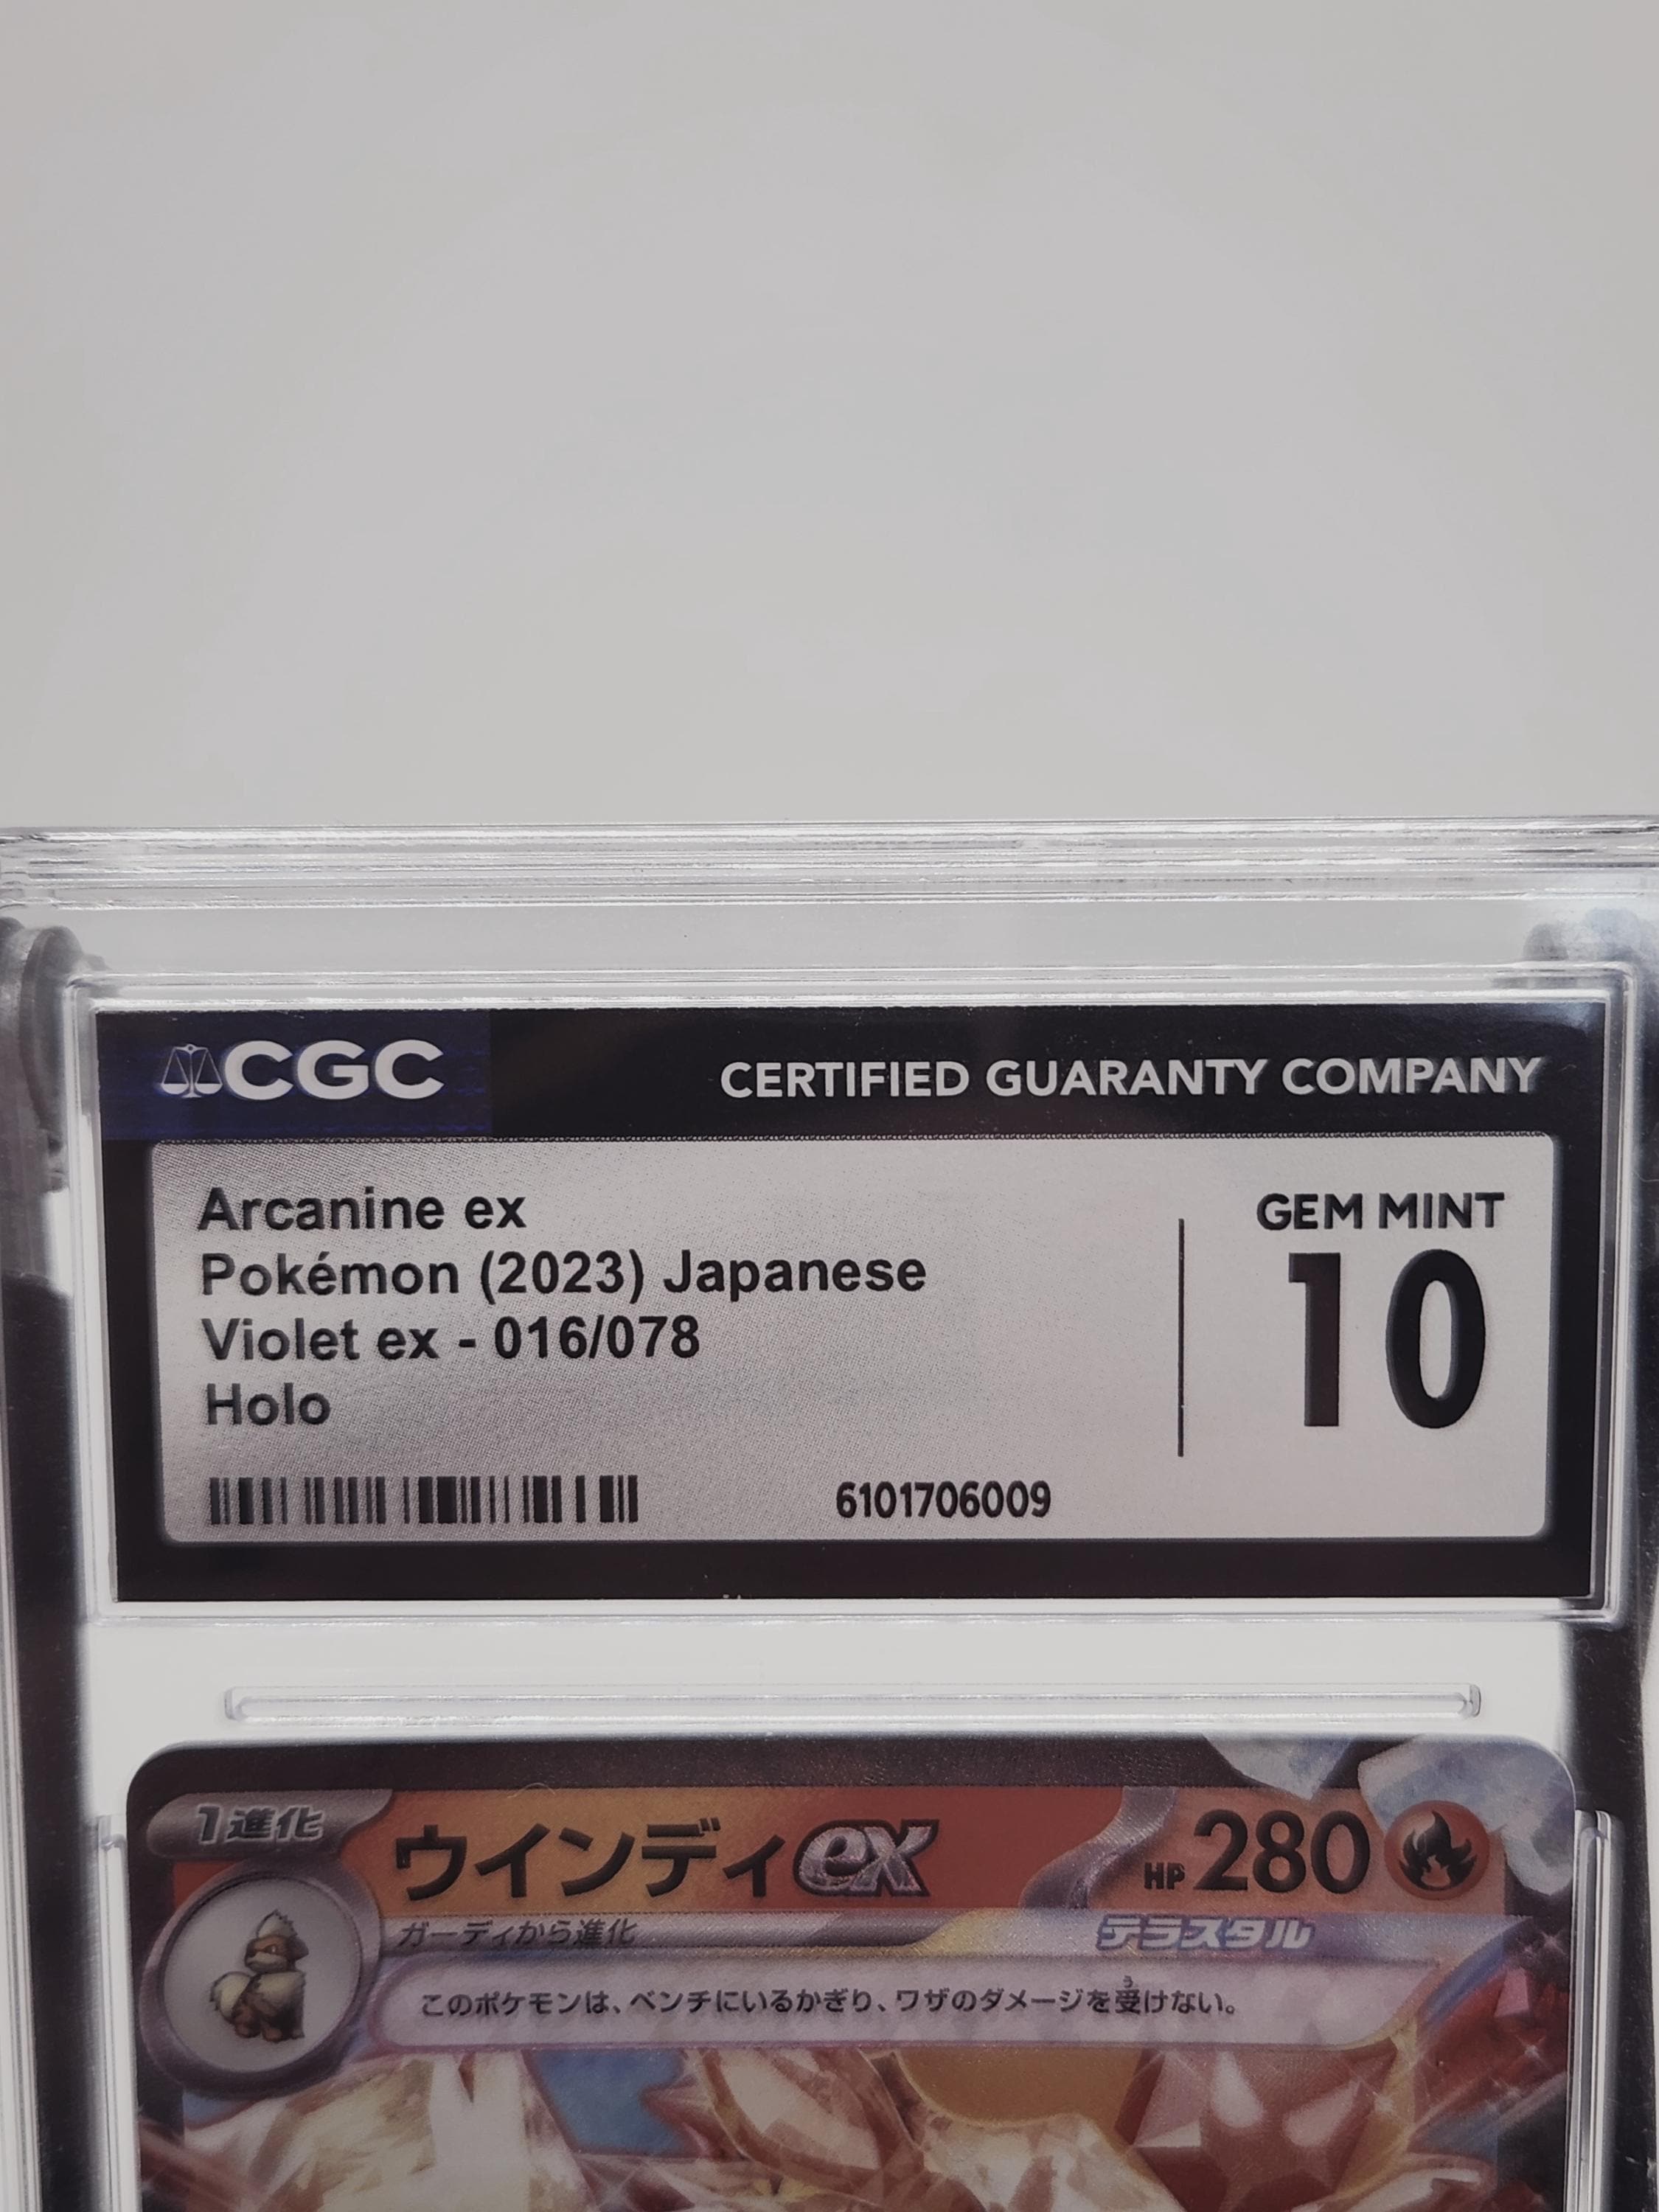 CGC
CERTIFIED GUARANTY COMPANY
Arcanine ex
Pokémon (2023) Japanese
Violet ex - 016/078
Holo
GEM MINT
10
6101706009
1進化
ウインディex
HP 280
ガーディから進化
テラスタル
このポケモンは、ベンチにいるかぎり、ワザのダメージを受けない。